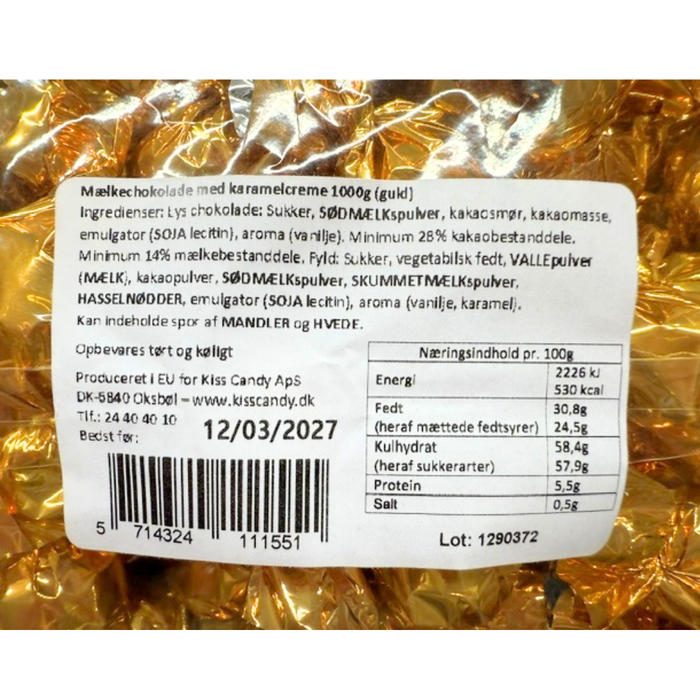 Mælkechokolade med karamelcreme 1000g (guld)
Ingredienser: Lys chokolade: Sukker, SØDMÆLKspulver, kakaosmør, kakaomasse,
emulgator (SOJA lecitin), aroma (vanilje). Minimum 28% kakaobestanddele.
Minimum 14% mælkebestanddele. Fyld: Sukker, vegetabilsk fedt, VALLEpulver
(MÆLK), kakaopulver, SØDMÆLKspulver, SKUMMETMÆLKspulver,
HASSELNØDDER, emulgator (SOJA lecitin), aroma (vanilje, karamel).
Kan indeholde spor af MANDLER og HVEDE.
Opbevares tørt og køligt
Produceret i EU for Kiss Candy ApS
DK-6840 Oksbøl – www.kisscandy.dk
Tlf.: 24 40 40 10
Bedst før: 12/03/2027
5 714324 111551
Næringsindhold pr. 100g
Energi 2226 kJ
530 kcal
Fedt 30,8g
(heraf mættede fedtsyrer) 24,5g
Kulhydrat 58,4g
(heraf sukkerarter) 57,9g
Protein 5,5g
Salt 0,5g
Lot: 1290372